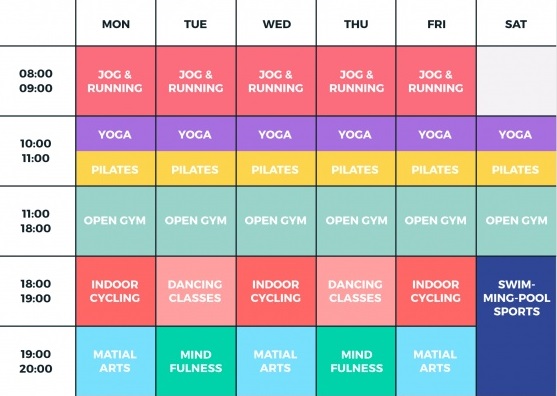 MON TUE WED THU FRI SAT
08:00
09:00
JOG &
RUNNING
JOG &
RUNNING
JOG &
RUNNING
JOG &
RUNNING
JOG &
RUNNING
10:00
11:00
YOGA YOGA YOGA YOGA YOGA YOGA
PILATES PILATES PILATES PILATES PILATES PILATES
11:00
18:00
OPEN GYM OPEN GYM OPEN GYM OPEN GYM OPEN GYM OPEN GYM
18:00
19:00
INDOOR
CYCLING
DANCING
CLASSES
INDOOR
CYCLING
DANCING
CLASSES
INDOOR
CYCLING
SWIM-
MING-POOL
SPORTS
19:00
20:00
MATIAL
ARTS
MIND
FULNESS
MATIAL
ARTS
MIND
FULNESS
MATIAL
ARTS